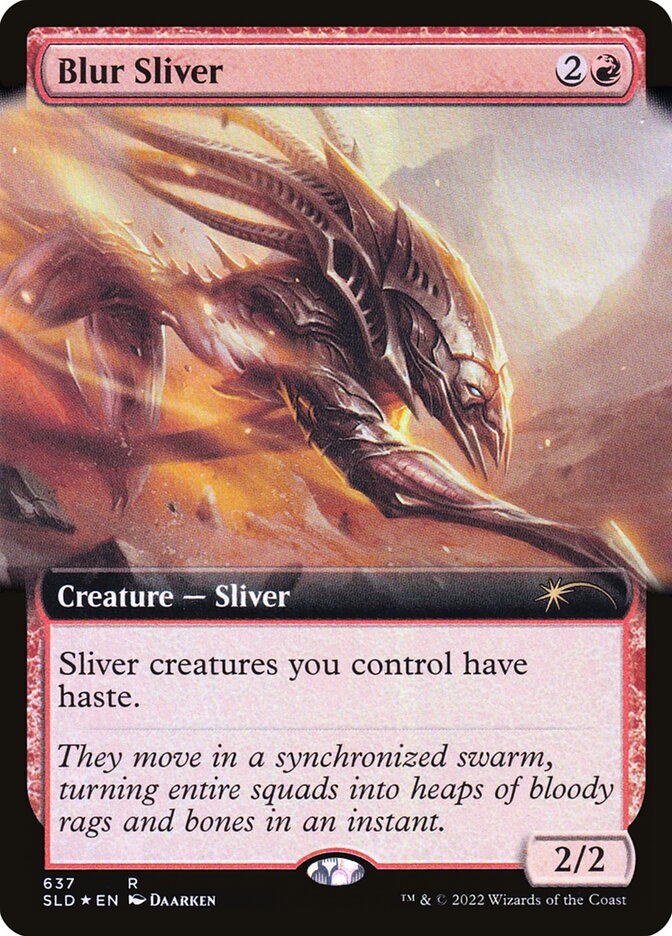 Blur Sliver 2
Creature — Sliver
Sliver creatures you control have
haste.
They move in a synchronized swarm,
turning entire squads into heaps of bloody
rags and bones in an instant.
2/2
637 R
SLD ★ EN Daarken ™ & © 2022 Wizards of the Coast